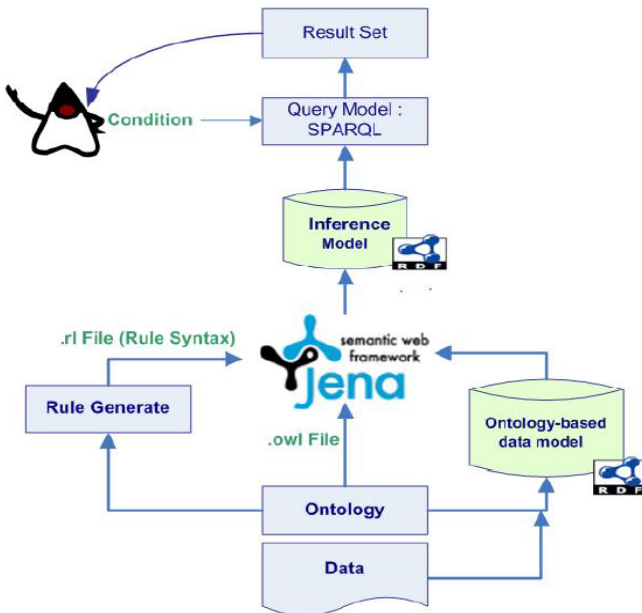 Result Set
Condition
Query Model :
SPARQL
Inference
Model
RDF
.rl File (Rule Syntax)
semantic web
framework
Jena
Rule Generate
Ontology-based
data model
RDF
.owl File
Ontology
Data